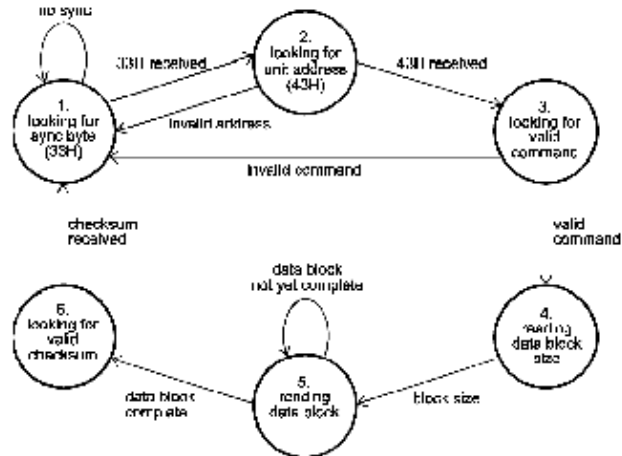 no sync
33H received
2.
looking for
unit address
(43H)
43H received
1.
looking for
sync byte
(33H)
invalid address
3.
looking for
valid
command
invalid command
checksum
received
valid
command
data block
not yet complete
6.
looking for
valid
checksum
4.
reading
data block
size
5.
reading
data block
data block
complete
block size